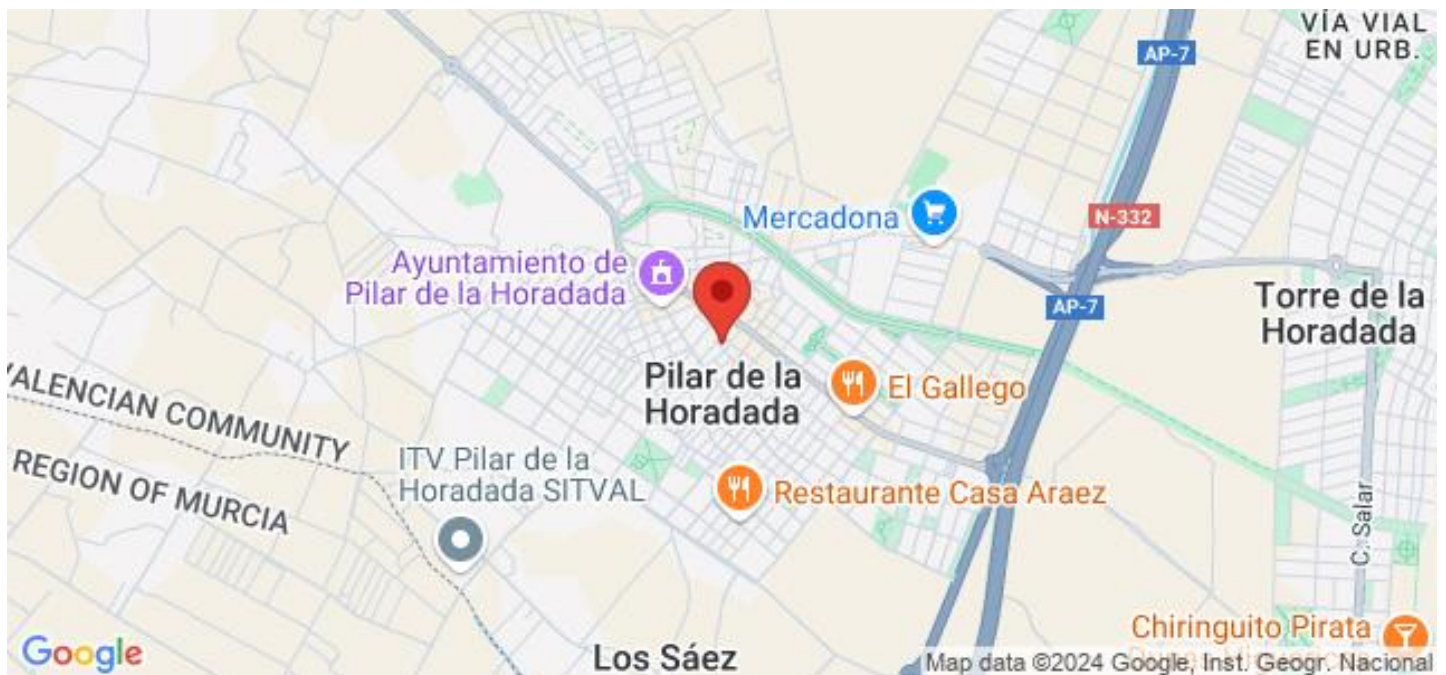 VÍA VIAL
EN URB.
AP-7
Mercadona
N-332
Ayuntamiento de
Pilar de la Horadada
AP-7
Torre de la
Horadada
Pilar de la
Horadada
El Gallego
VALENCIAN COMMUNITY
REGION OF MURCIA
ITV Pilar de la
Horadada SITVAL
Restaurante Casa Araez
C. Salar
Chiringuito Pirata
Los Sáez
Google
Map data ©2024 Google, Inst. Geogr. Nacional